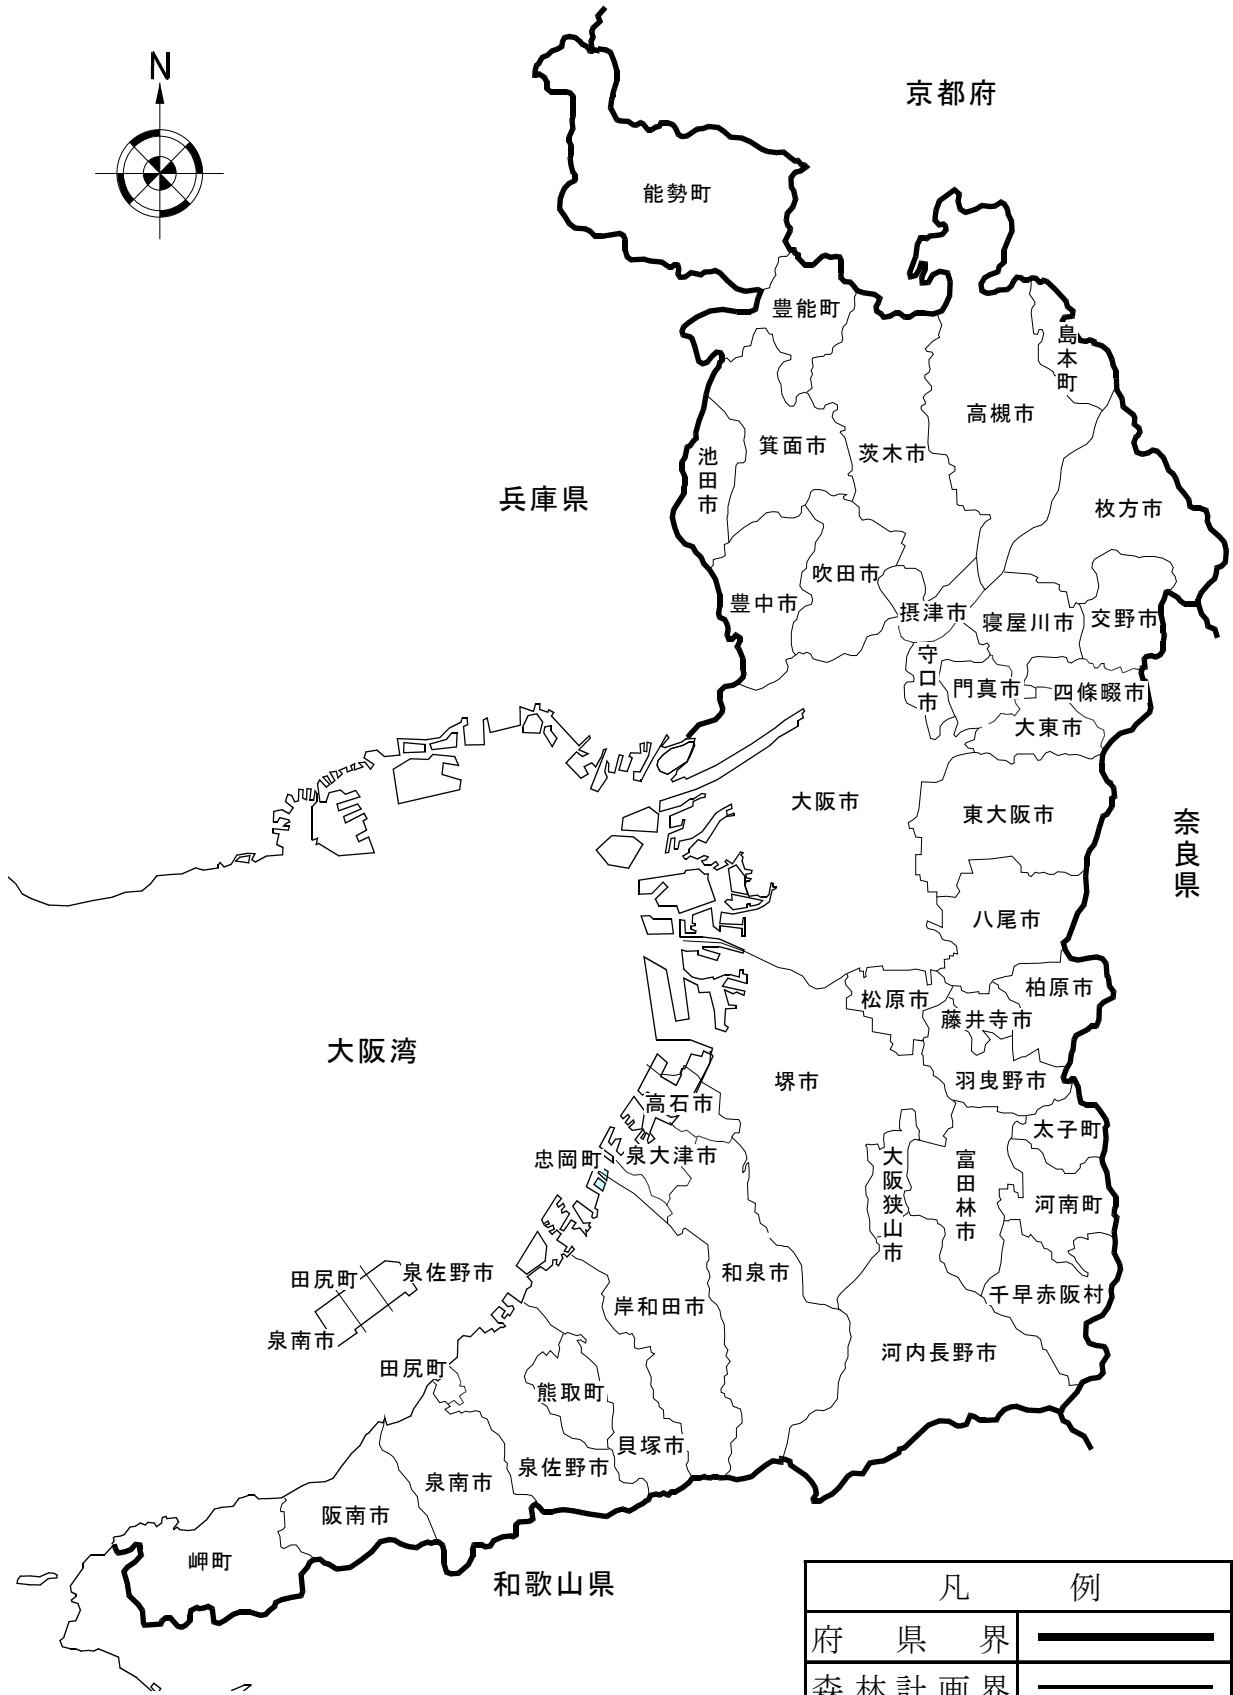 N
京都府
能勢町
豊能町
島本町
高槻市
箕面市
茨木市
池田市
兵庫県
枚方市
吹田市
豊中市
摂津市
寝屋川市
交野市
守口市
門真市
四條畷市
大東市
大阪市
東大阪市
奈良県
八尾市
柏原市
松原市
藤井寺市
大阪湾
堺市
羽曳野市
高石市
太子町
泉大津市
忠岡町
大阪狭山市
富田林市
河南町
和泉市
田尻町
泉佐野市
千早赤阪村
岸和田市
泉南市
河内長野市
田尻町
熊取町
貝塚市
泉佐野市
泉南市
阪南市
岬町
和歌山県
凡 例
府 県 界
森林計画界